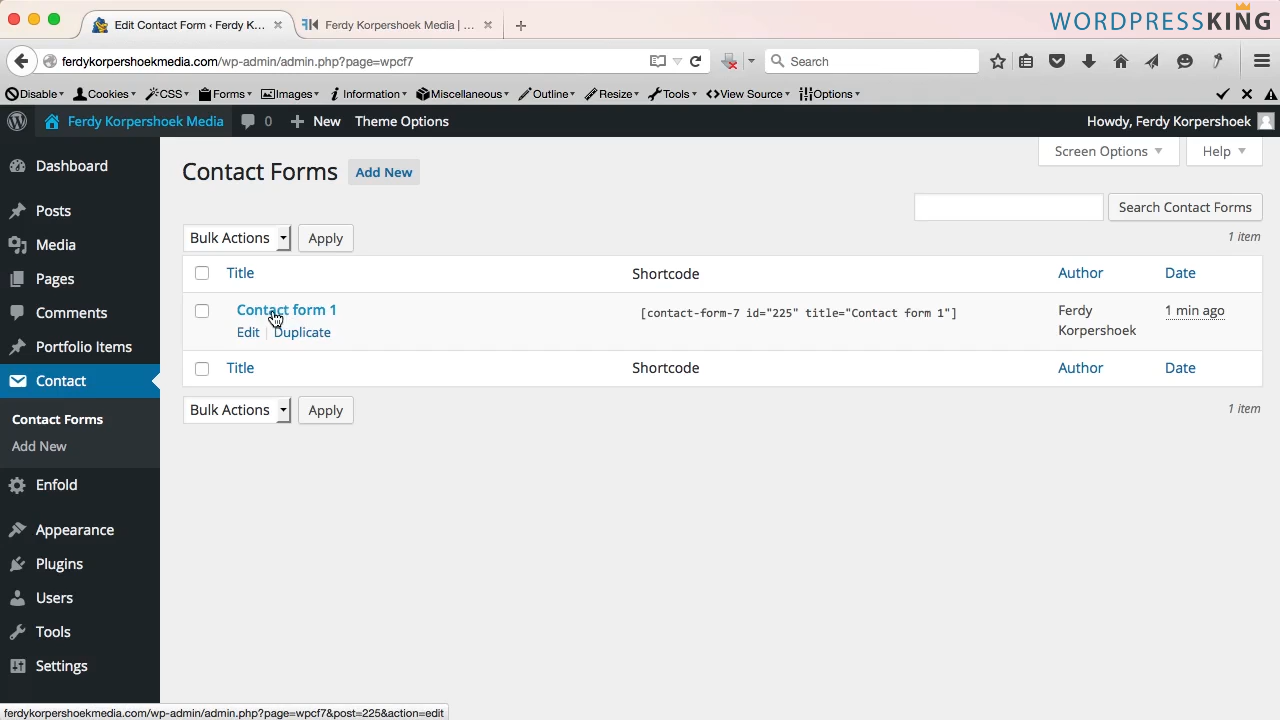 Edit Contact Form ‹ Ferdy K...
Ferdy Korpershoek Media | ...
WORDPRESSKING
ferdykorpershoekmedia.com/wp-admin/admin.php?page=wpcf7
Search
Disable
Cookies
CSS
Forms
Images
Information
Miscellaneous
Outline
Resize
Tools
View Source
Options
Ferdy Korpershoek Media
0
New
Theme Options
Howdy, Ferdy Korpershoek
Dashboard
Posts
Media
Pages
Comments
Portfolio Items
Contact
Contact Forms
Add New
Enfold
Appearance
Plugins
Users
Tools
Settings
Screen Options
Help
Contact Forms
Add New
Search Contact Forms
Bulk Actions
Apply
1 item
Title
Shortcode
Author
Date
Contact form 1
Edit | Duplicate
[contact-form-7 id="225" title="Contact form 1"]
Ferdy
Korpershoek
1 min ago
Title
Shortcode
Author
Date
Bulk Actions
Apply
1 item
ferdykorpershoekmedia.com/wp-admin/admin.php?page=wpcf7&post=225&action=edit